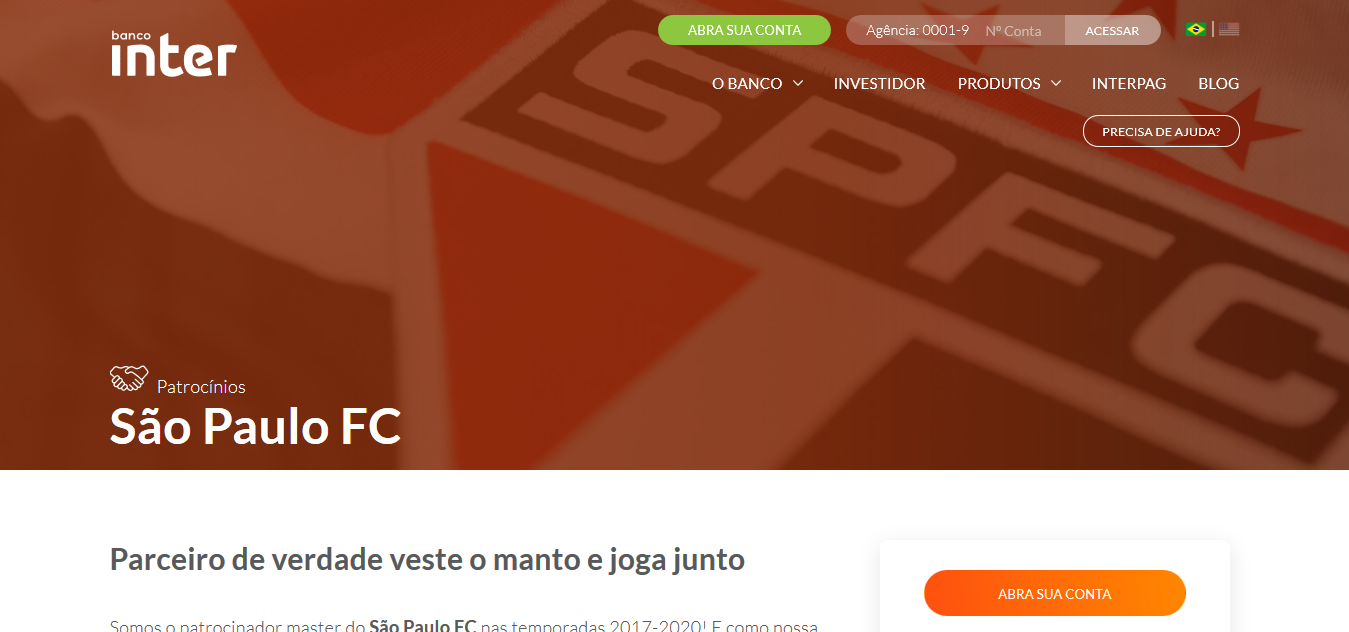 banco
inter
ABRA SUA CONTA
Agência: 0001-9 Nº Conta ACESSAR
O BANCO INVESTIDOR PRODUTOS INTERPAG BLOG
PRECISA DE AJUDA?
SPFC
Patrocínios
São Paulo FC
Parceiro de verdade veste o manto e joga junto
ABRA SUA CONTA
Somos o patrocinador master do São Paulo FC nas temporadas 2017-2020! E como nossa